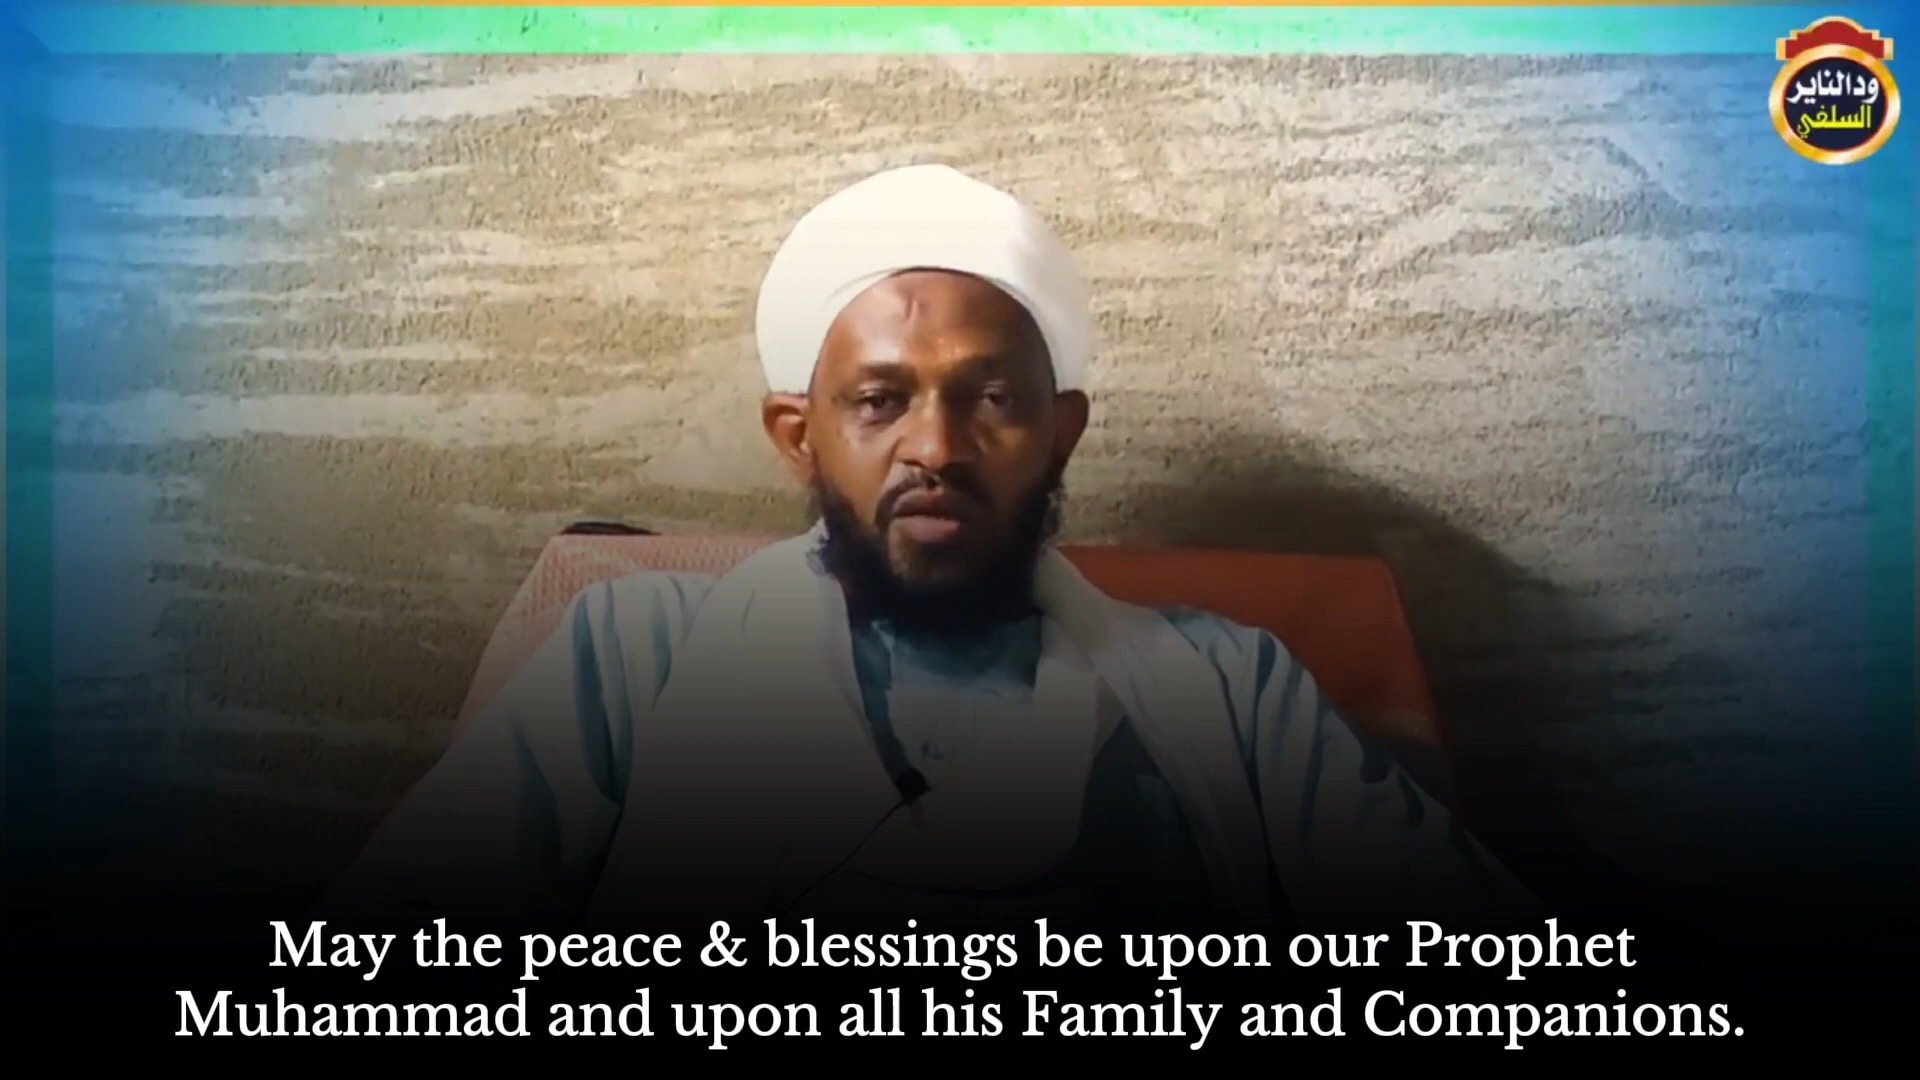 ودالناير
السلفي
May the peace & blessings be upon our Prophet
Muhammad and upon all his Family and Companions.